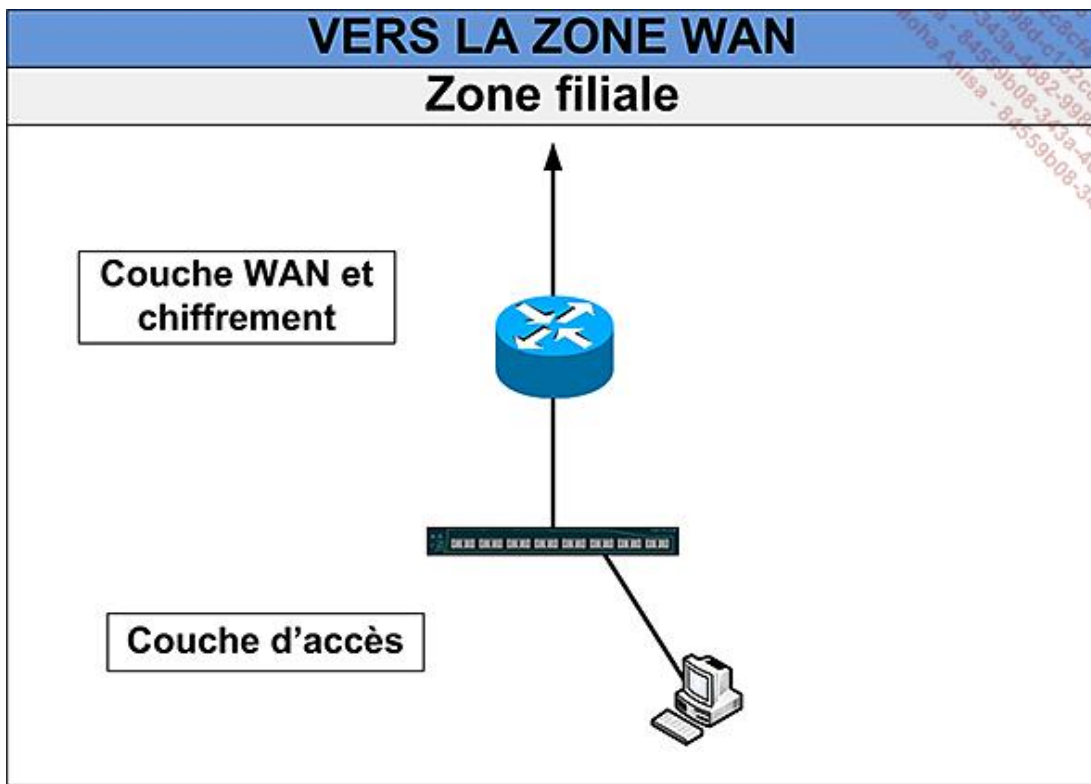 VERS LA ZONE WAN
Zone filiale
Couche WAN et
chiffrement
Couche d'accès